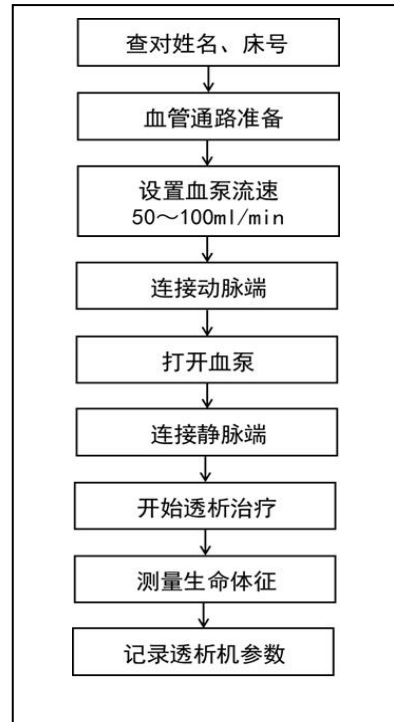 查对姓名、床号
血管通路准备
设置血泵流速
50～100ml/min
连接动脉端
打开血泵
连接静脉端
开始透析治疗
测量生命体征
记录透析机参数